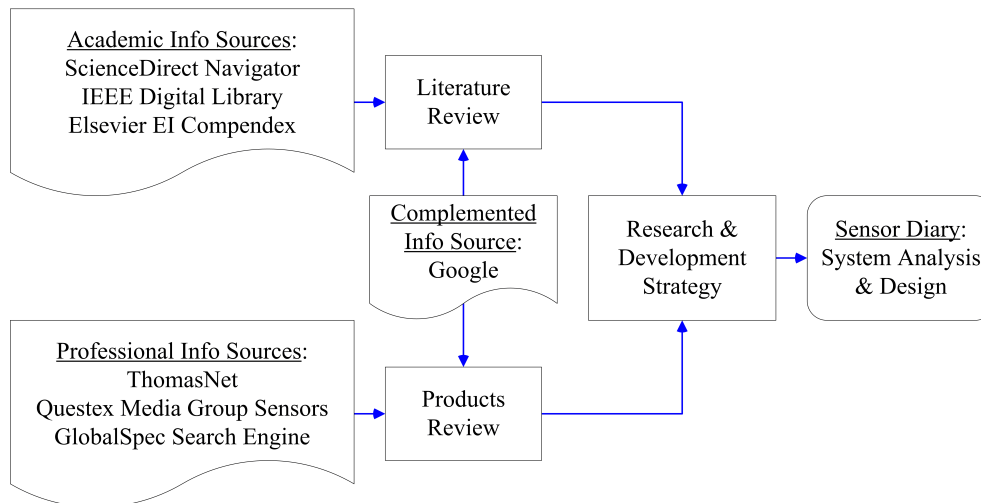 Academic Info Sources:
ScienceDirect Navigator
IEEE Digital Library
Elsevier EI Compendex
Literature
Review
Complemented
Info Source:
Google
Research &
Development
Strategy
Sensor Diary:
System Analysis
& Design
Professional Info Sources:
ThomasNet
Questex Media Group Sensors
GlobalSpec Search Engine
Products
Review